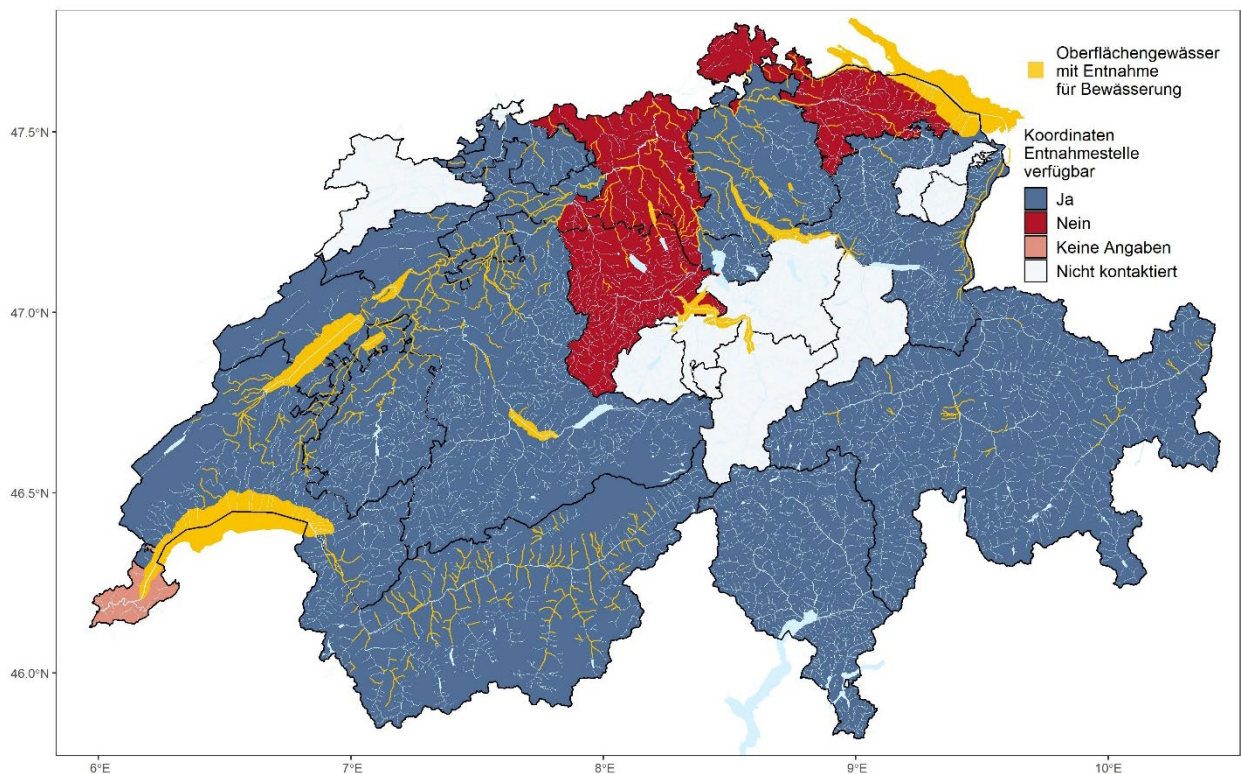 Oberflächengewässer
mit Entnahme
für Bewässerung
Koordinaten
Entnahmestelle
verfügbar
Ja
Nein
Keine Angaben
Nicht kontaktiert
47.5°N
47.0°N
46.5°N
46.0°N
6°E
7°E
8°E
9°E
10°E